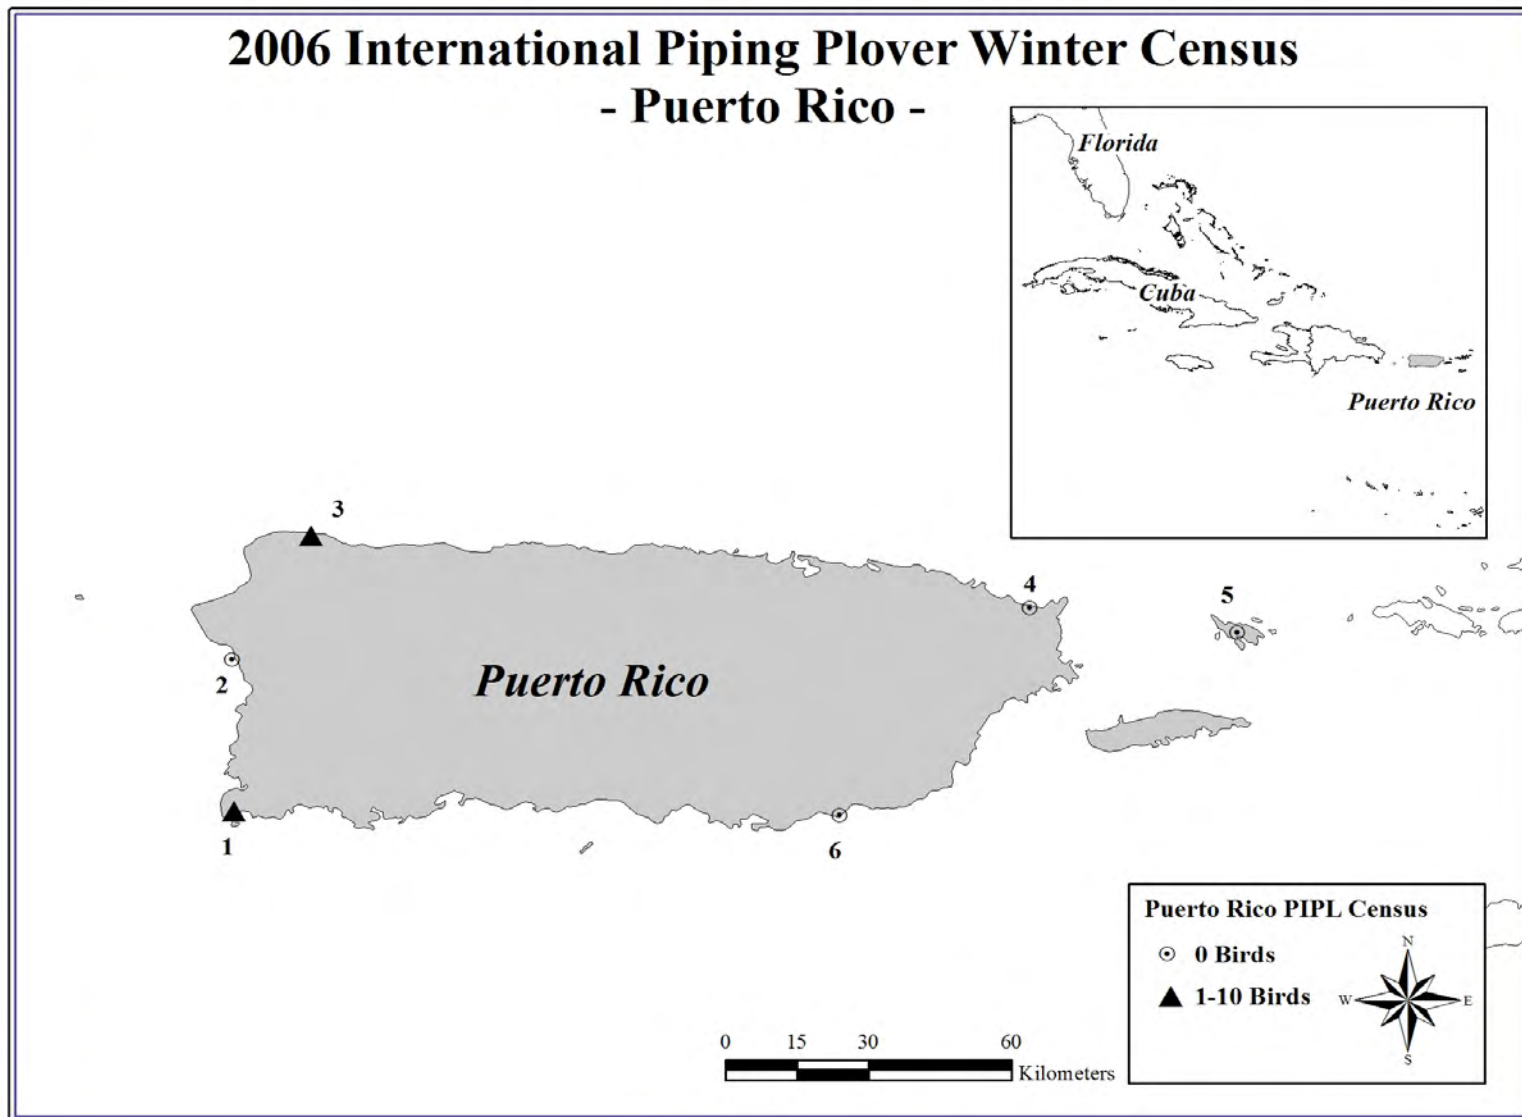 2006 International Piping Plover Winter Census
- Puerto Rico -
Florida
Cuba
Puerto Rico
3
4
5
2
Puerto Rico
1
6
Puerto Rico PIPL Census
0 Birds
1-10 Birds
N
W
E
S
0 15 30 60
Kilometers